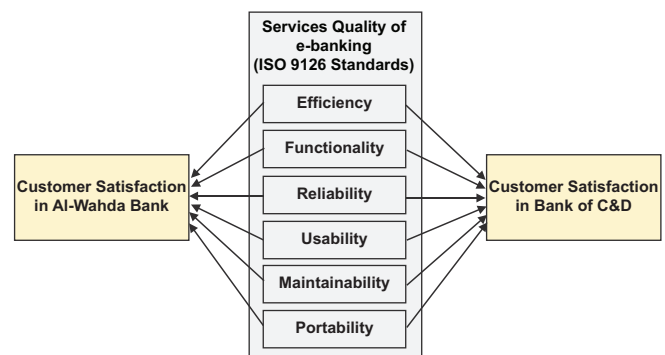 Services Quality of
e-banking
(ISO 9126 Standards)
Efficiency
Functionality
Reliability
Usability
Maintainability
Portability
Customer Satisfaction
in Al-Wahda Bank
Customer Satisfaction
in Bank of C&D